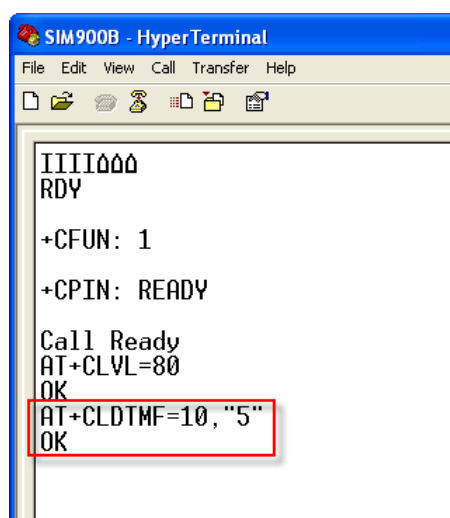 SIM900B - HyperTerminal
File Edit View Call Transfer Help
IIIIΔΔΔ
RDY
+CFUN: 1
+CPIN: READY
Call Ready
AT+CLVL=80
OK
AT+CLDTMF=10,"5"
OK